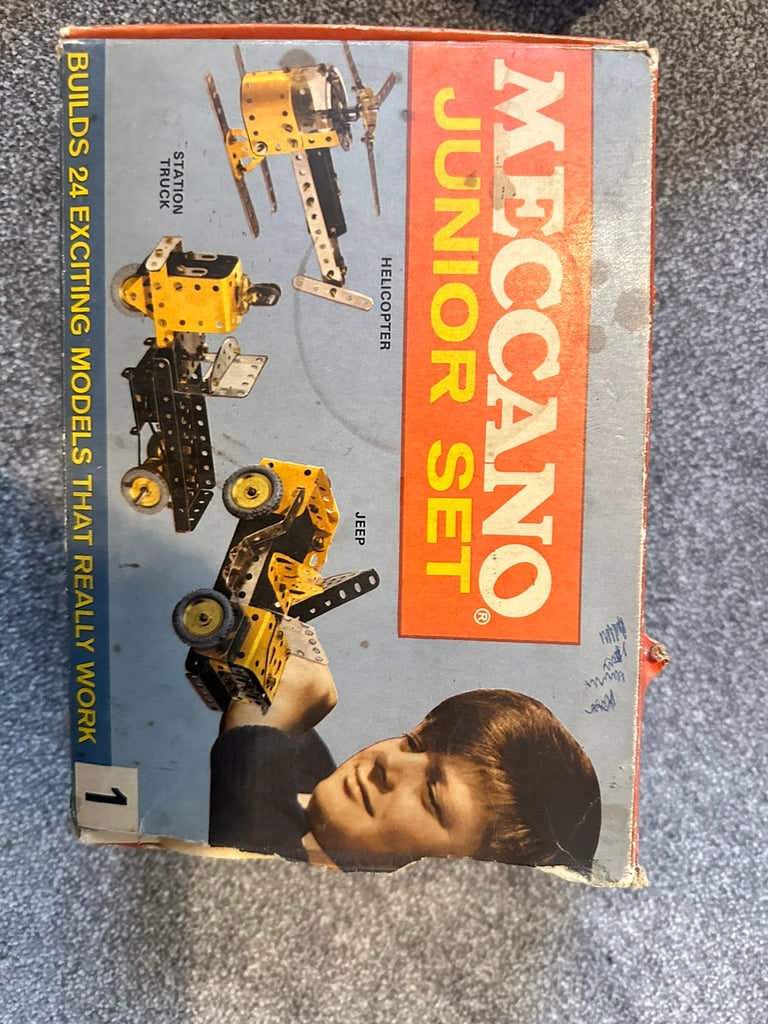 MECCANO®
JUNIOR SET
HELICOPTER
JEEP
STATION
TRUCK
BUILDS 24 EXCITING MODELS THAT REALLY WORK
1